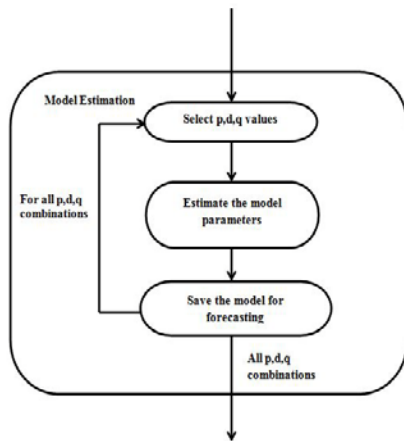 Model Estimation
Select p,d,q values
For all p,d,q
combinations
Estimate the model
parameters
Save the model for
forecasting
All p,d,q
combinations